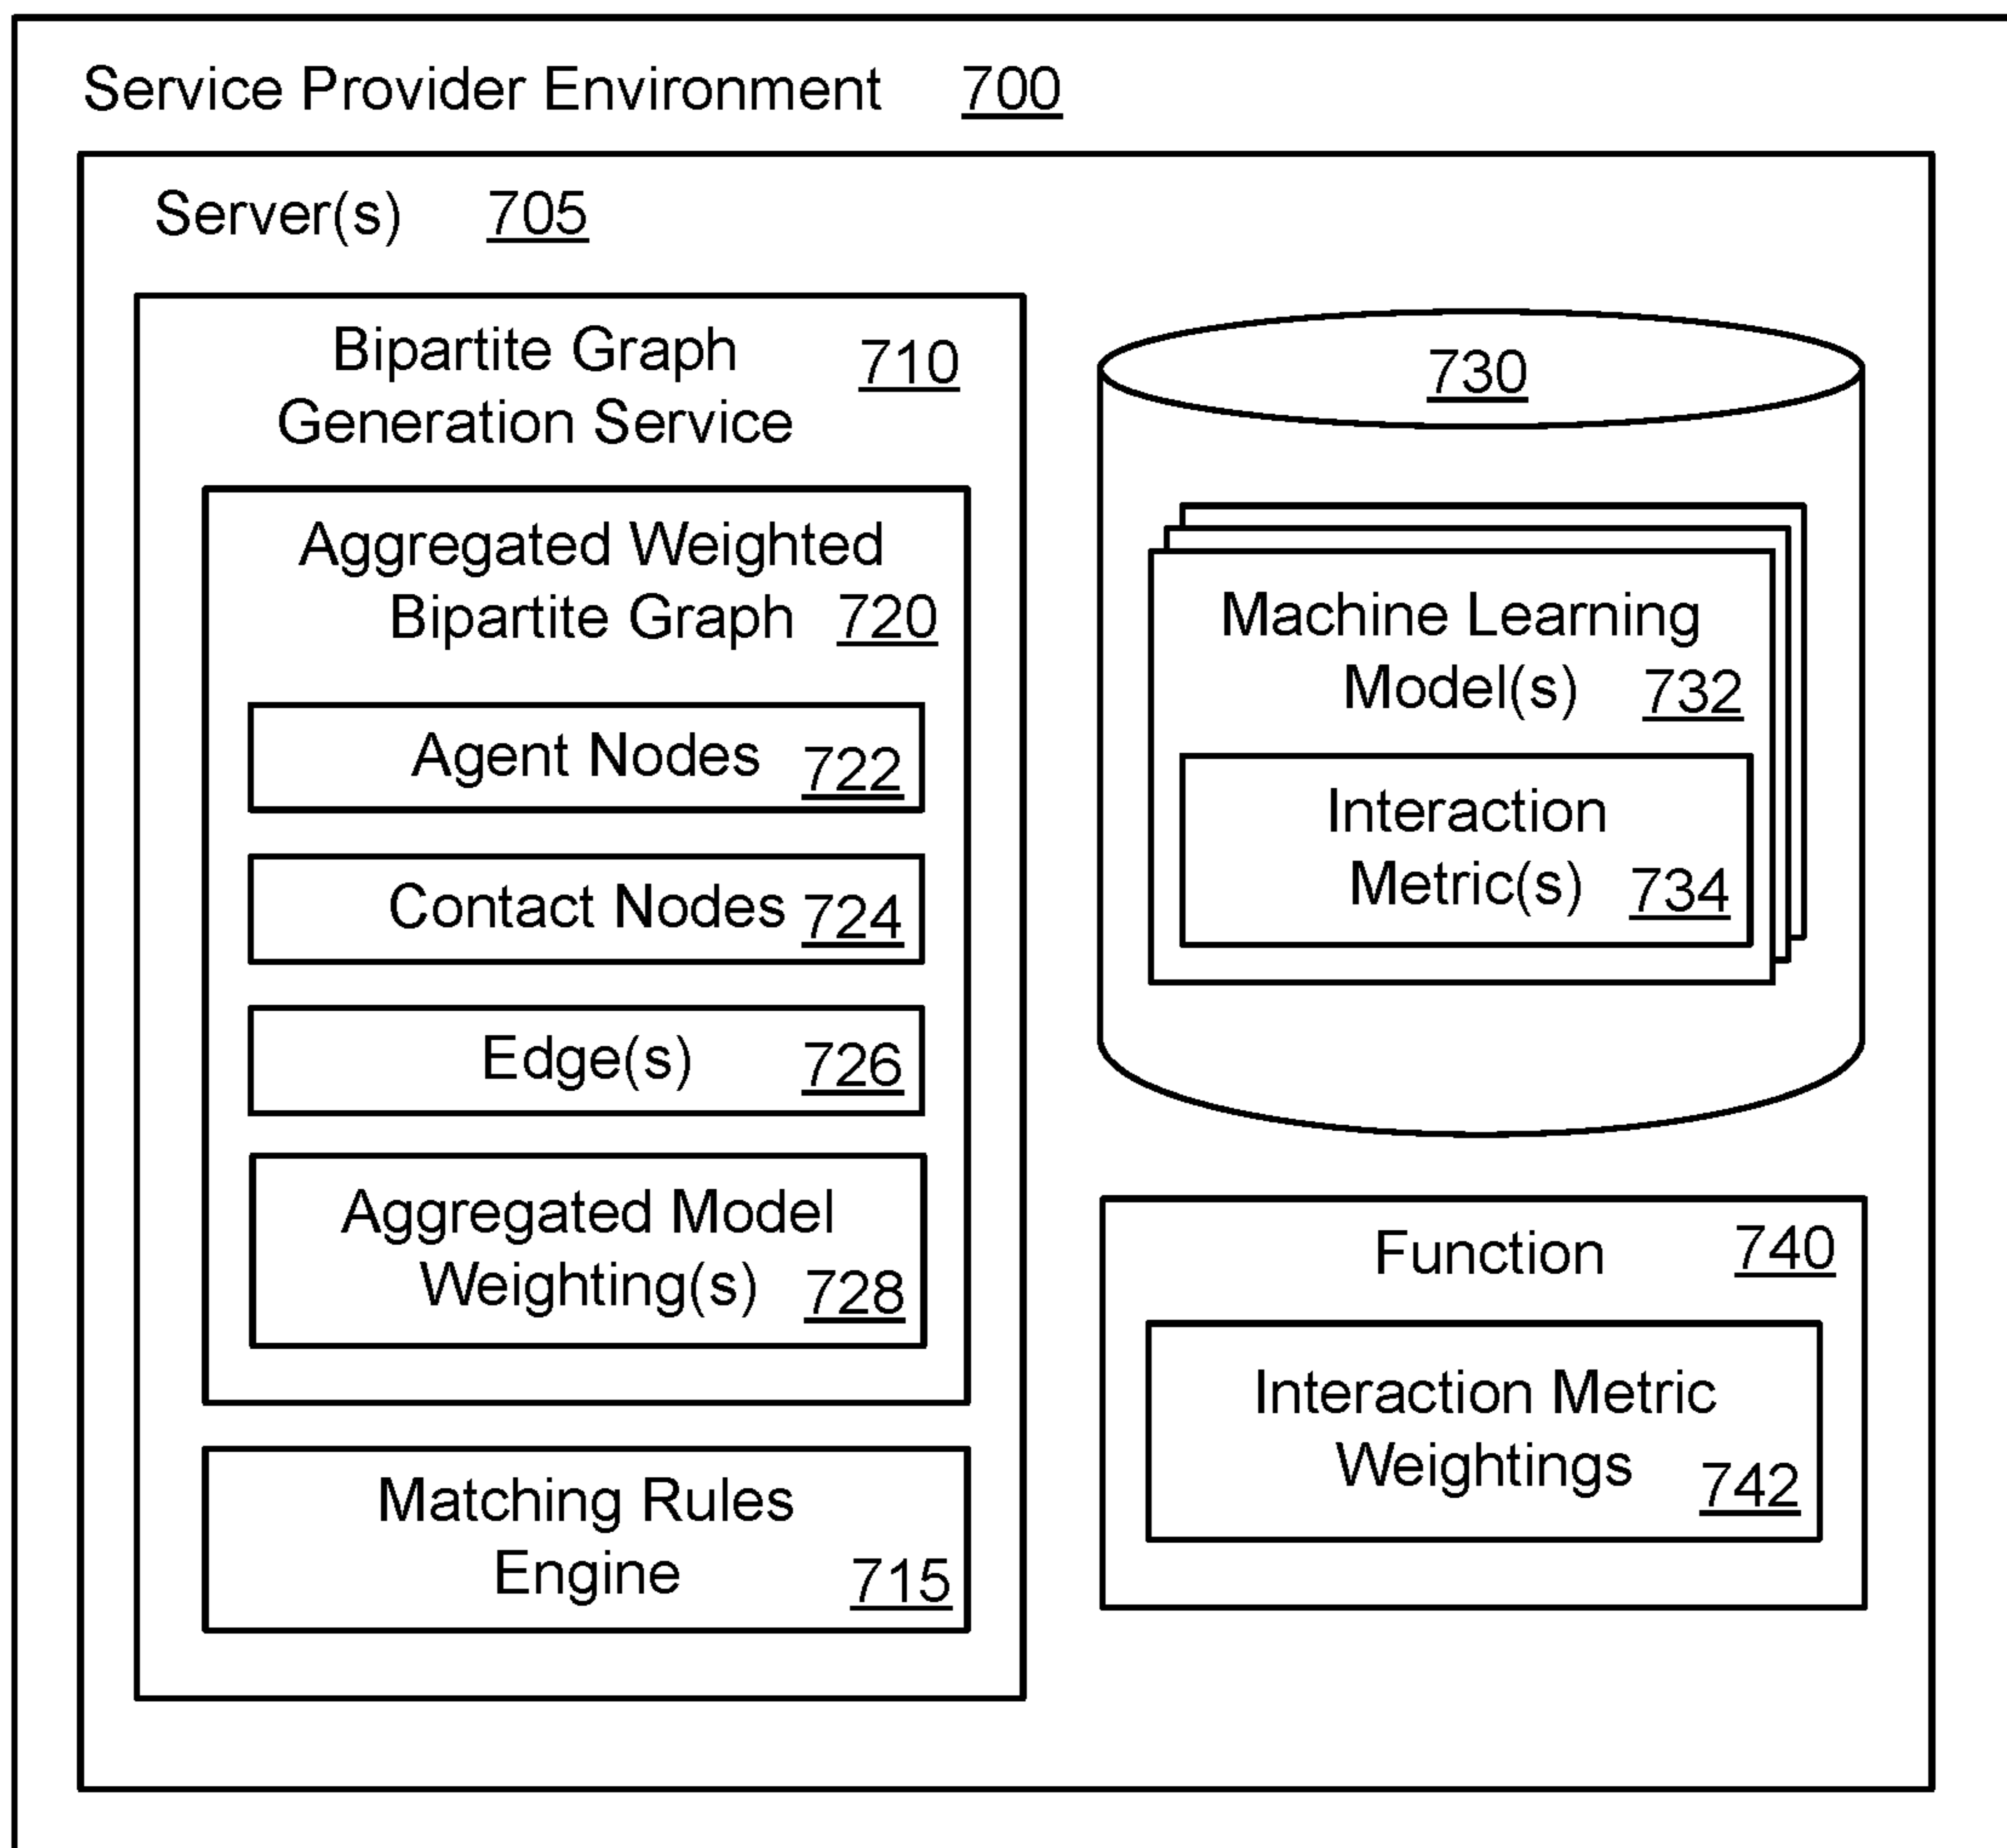 Service Provider Environment 700
Server(s) 705
Bipartite Graph 710
Generation Service
Aggregated Weighted
Bipartite Graph 720
Agent Nodes 722
Contact Nodes 724
Edge(s) 726
Aggregated Model
Weighting(s) 728
Matching Rules
Engine 715
730
Machine Learning
Model(s) 732
Interaction
Metric(s) 734
Function 740
Interaction Metric
Weightings 742